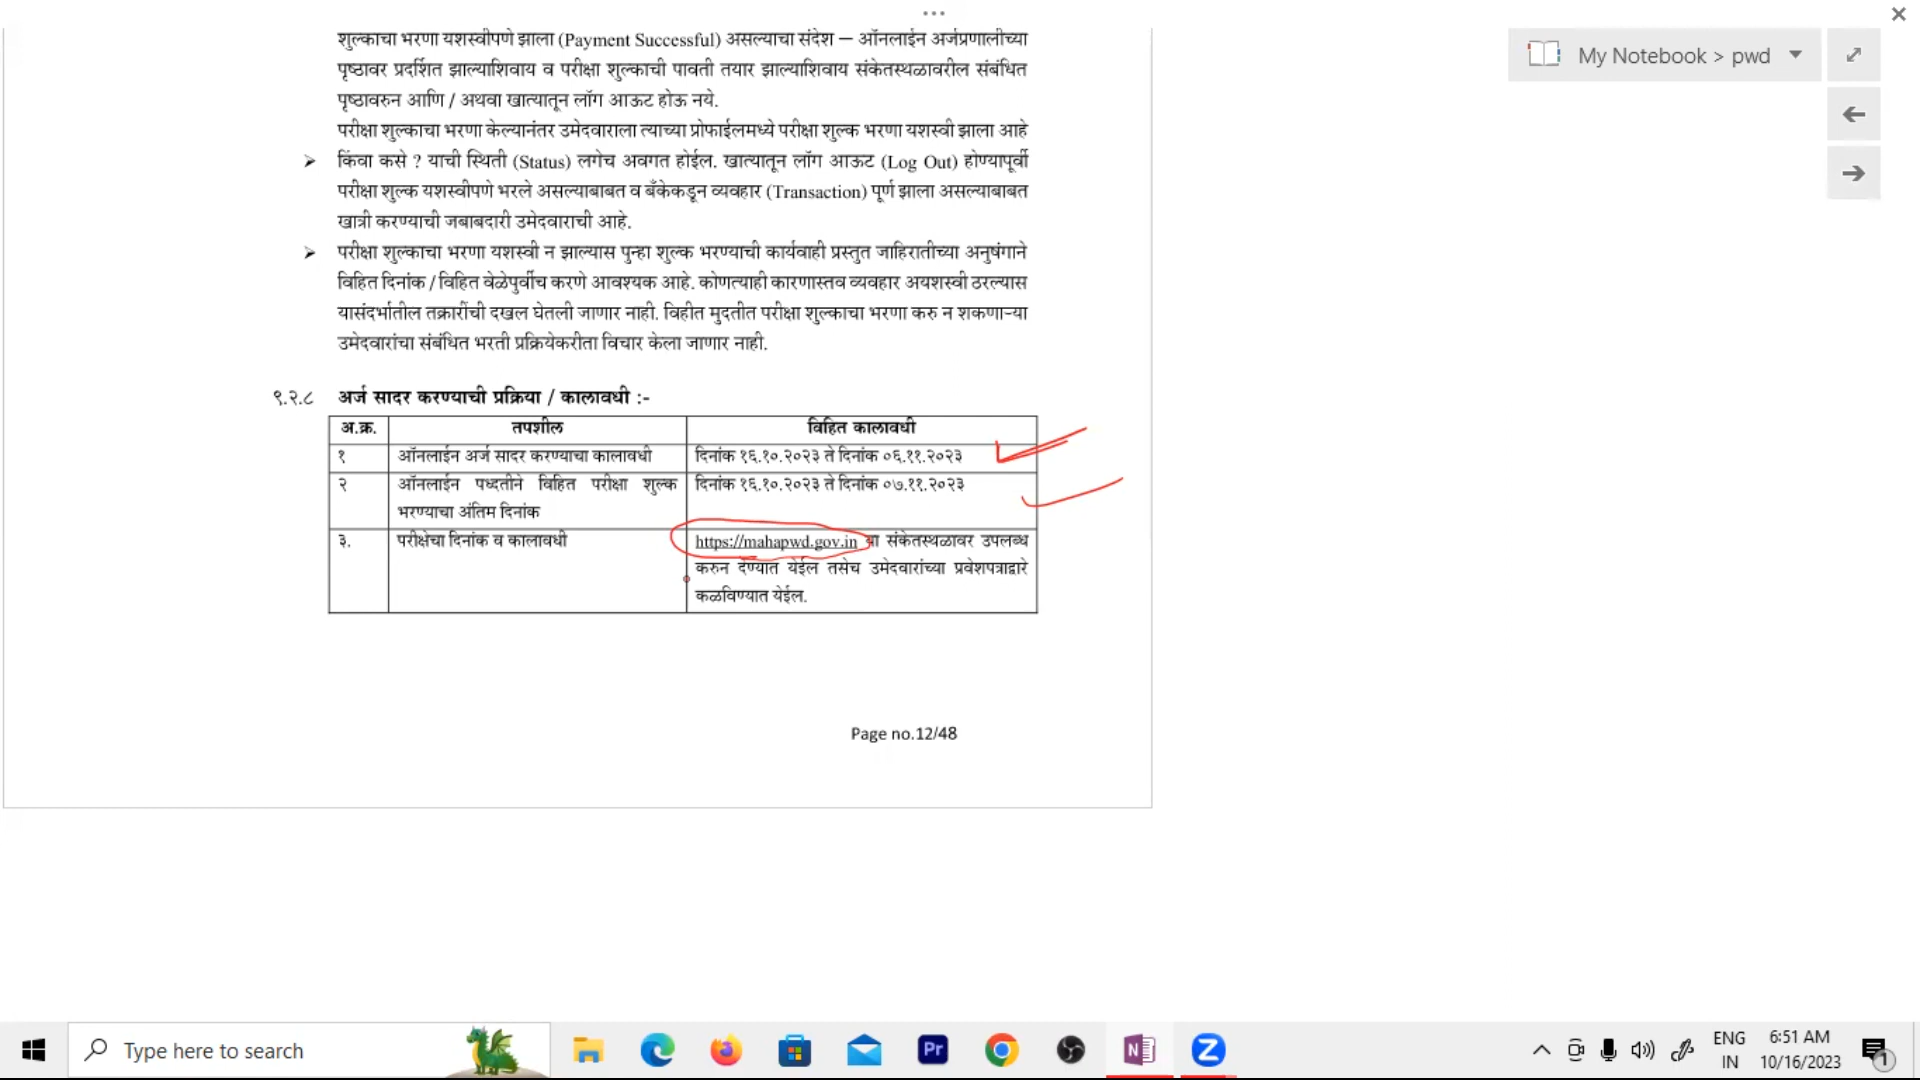 My Notebook > pwd
शुल्काचा भरणा यशस्वीपणे झाला (Payment Successful) असल्याचा संदेश – ऑनलाईन अर्जप्रणालीच्या
पृष्ठावर प्रदर्शित झाल्याशिवाय व परीक्षा शुल्काची पावती तयार झाल्याशिवाय संकेतस्थळावरील संबंधित
पृष्ठावरुन आणि / अथवा खात्यातून लॉग आऊट होऊ नये.
परीक्षा शुल्काचा भरणा केल्यानंतर उमेदवाराला त्याच्या प्रोफाईलमध्ये परीक्षा शुल्क भरणा यशस्वी झाला आहे
➢ किंवा कसे ? याची स्थिती (Status) लगेच अवगत होईल. खात्यातून लॉग आऊट (Log Out) होण्यापूर्वी
परीक्षा शुल्क यशस्वीपणे भरले असल्याबाबत व बँकेकडून व्यवहार (Transaction) पूर्ण झाला असल्याबाबत
खात्री करण्याची जबाबदारी उमेदवाराची आहे.
➢ परीक्षा शुल्काचा भरणा यशस्वी न झाल्यास पुन्हा शुल्क भरण्याची कार्यवाही प्रस्तुत जाहिरातीच्या अनुषंगाने
विहित दिनांक / विहित वेळेपुर्वीच करणे आवश्यक आहे. कोणत्याही कारणास्तव व्यवहार अयशस्वी ठरल्यास
यासंदर्भातील तक्रारींची दखल घेतली जाणार नाही. विहीत मुदतीत परीक्षा शुल्काचा भरणा करु न शकणाऱ्या
उमेदवारांचा संबंधित भरती प्रक्रियेकरीता विचार केला जाणार नाही.
९.२.८ अर्ज सादर करण्याची प्रक्रिया / कालावधी :-
अ.क्र. तपशील विहित कालावधी
१ ऑनलाईन अर्ज सादर करण्याचा कालावधी दिनांक १६.१०.२०२३ ते दिनांक ०६.११.२०२३
२ ऑनलाईन पध्दतीने विहित परीक्षा शुल्क दिनांक १६.१०.२०२३ ते दिनांक ०७.११.२०२३
भरण्याचा अंतिम दिनांक
३. परीक्षेचा दिनांक व कालावधी https://mahapwd.gov.in या संकेतस्थळावर उपलब्ध
करुन देण्यात येईल तसेच उमेदवारांच्या प्रवेशपत्राद्वारे
कळविण्यात येईल.
Page no.12/48
Type here to search
Pr
N
Z
ENG
IN
6:51 AM
10/16/2023
1